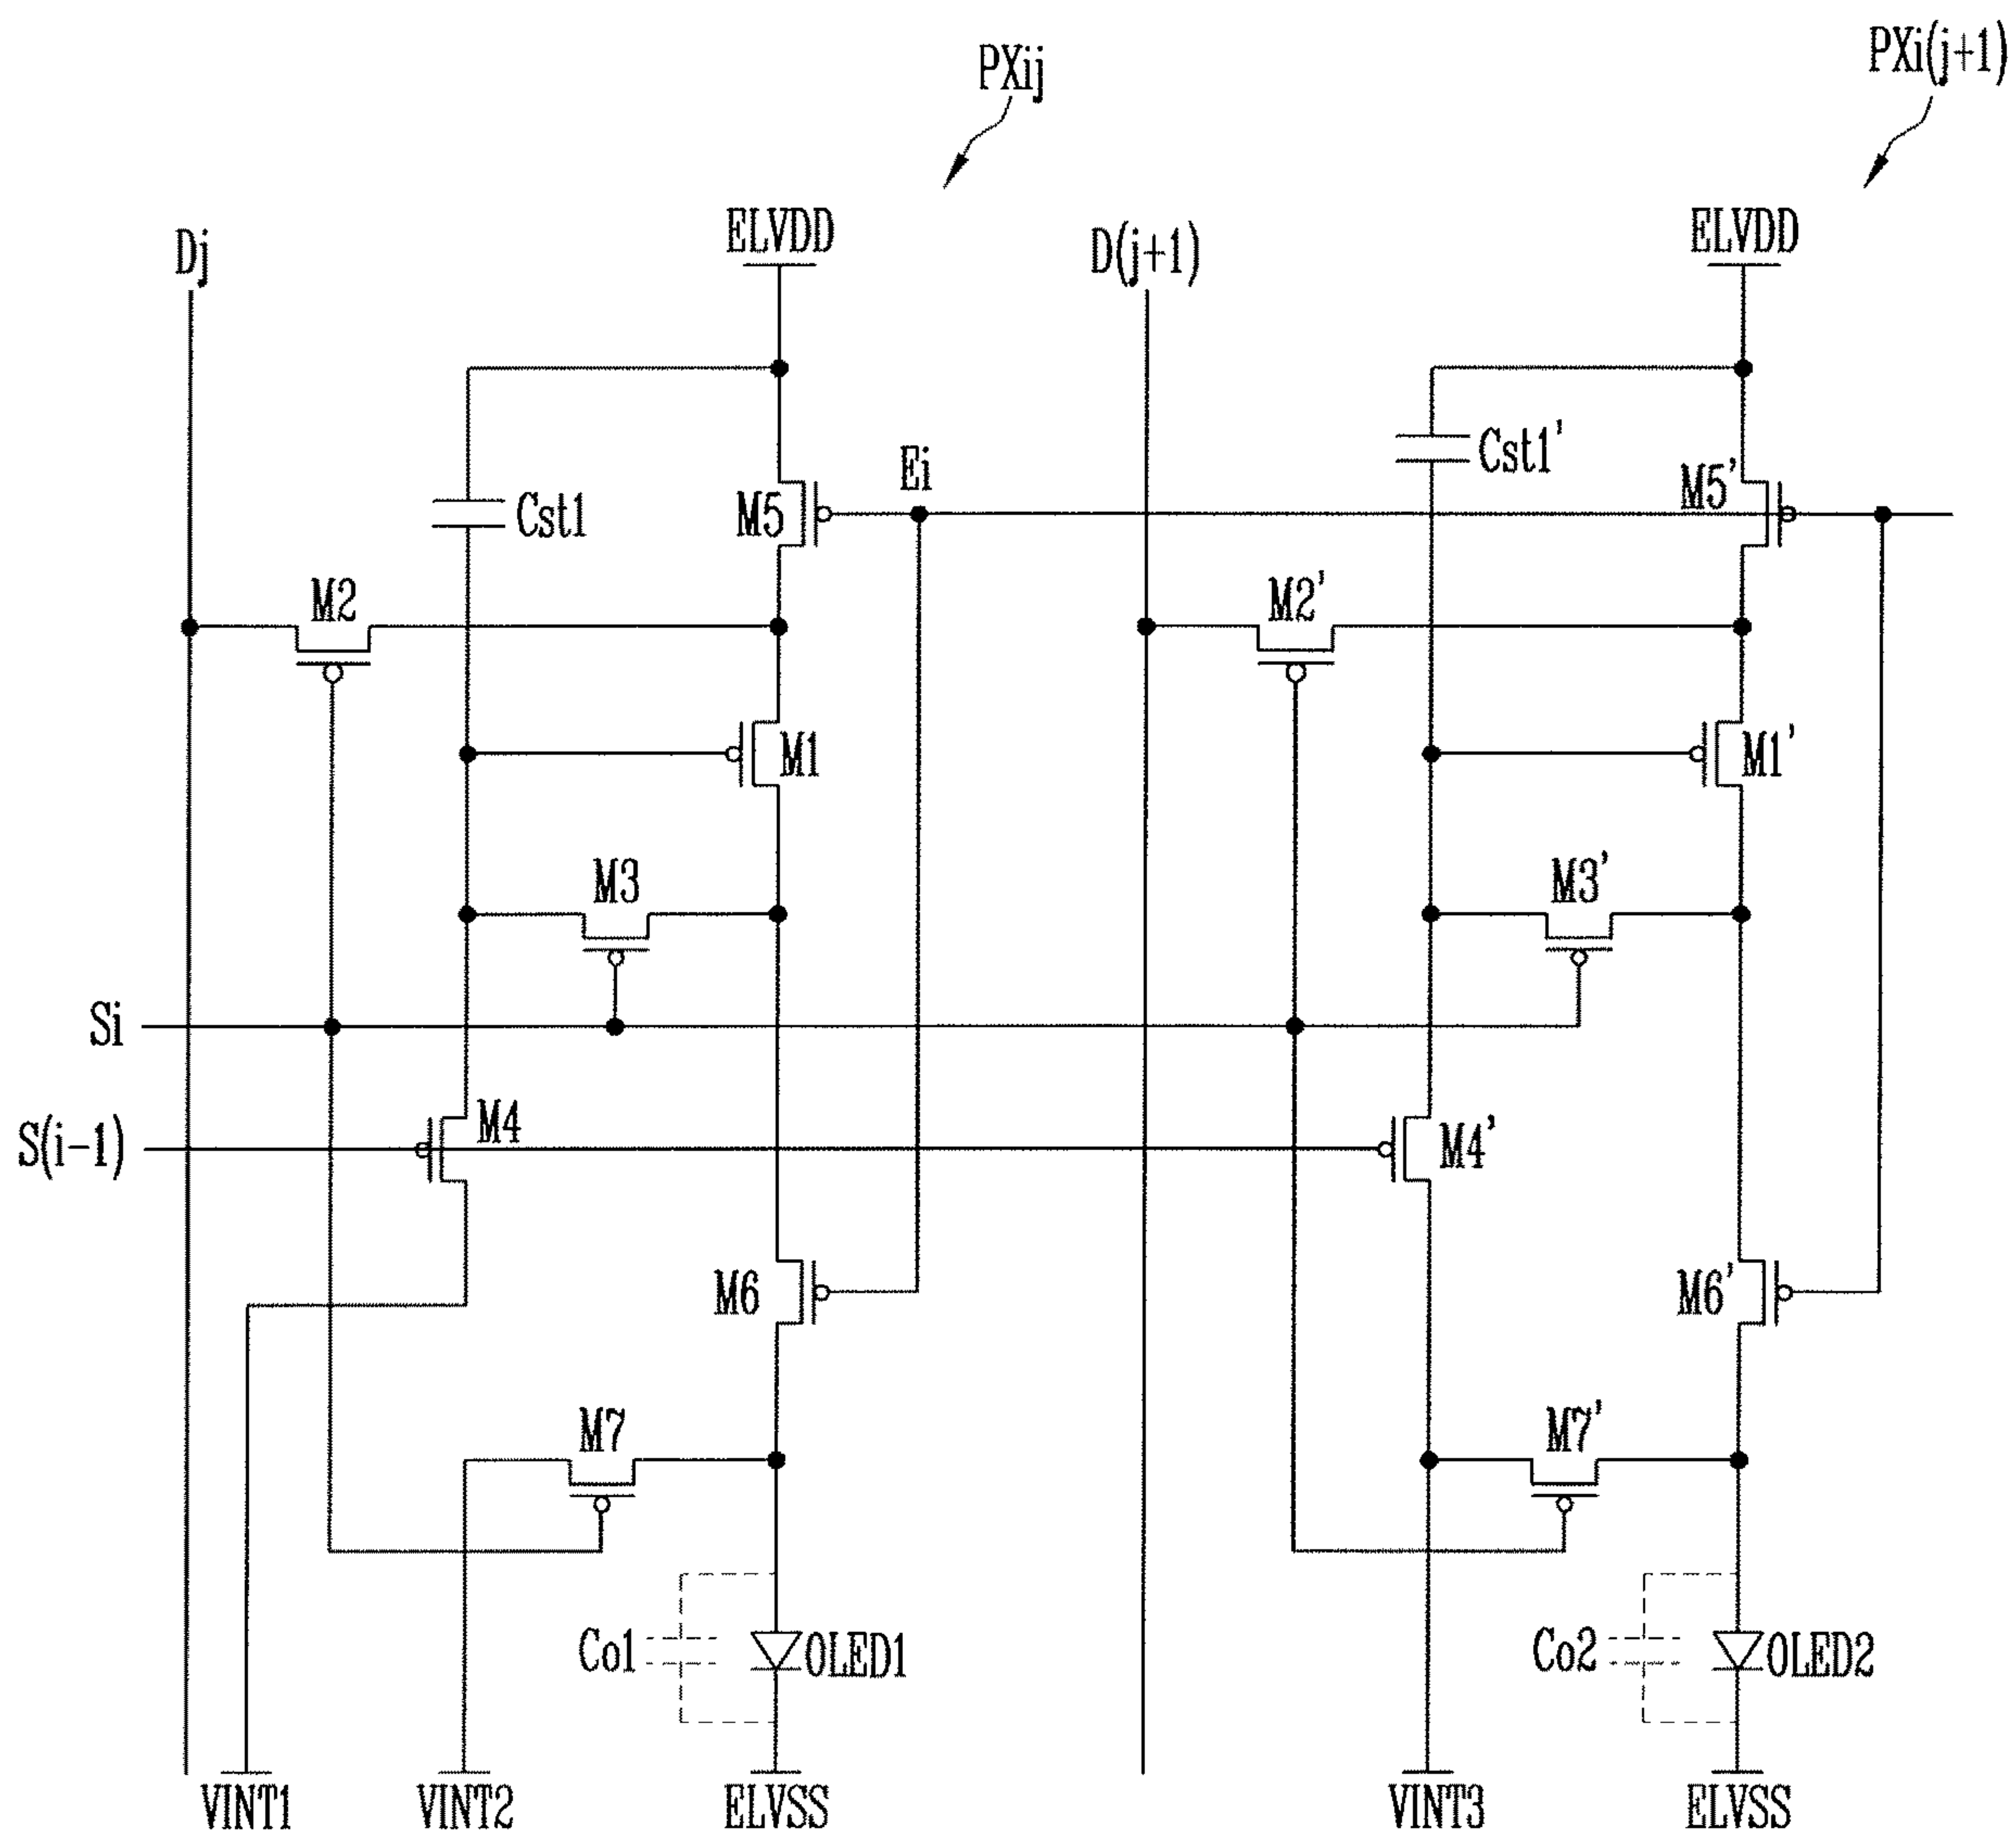 PXij
PXi(j+1)
Dj
ELVDD
D(j+1)
ELVDD
Cst1
M5
Ei
Cst1'
M5'
M2
M2'
M1
M1'
M3
M3'
Si
S(i-1)
M4
M4'
M6
M6'
M7
M7'
Co1
OLED1
Co2
OLED2
VINT1
VINT2
ELVSS
VINT3
ELVSS